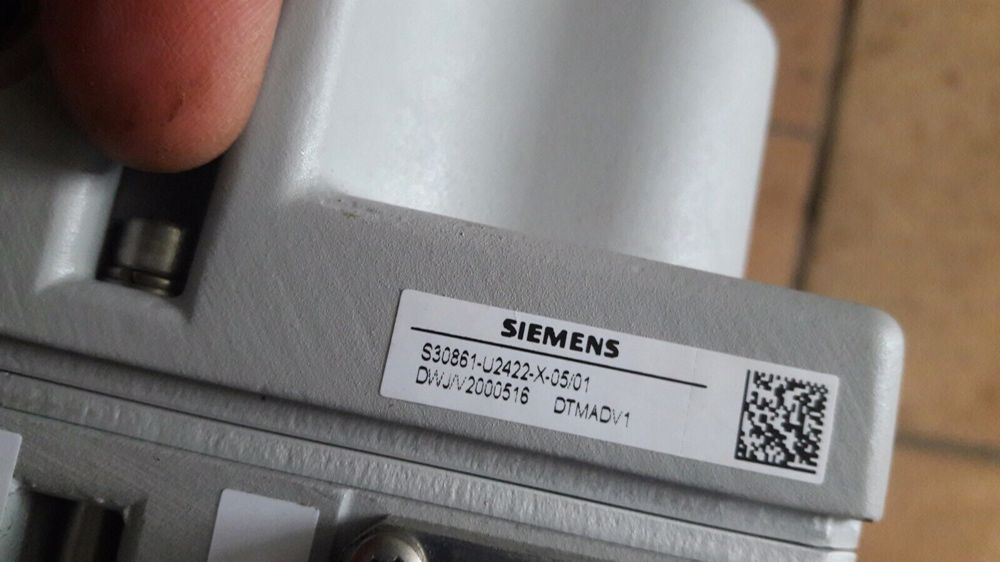 SIEMENS
S30861-U2422-X-05/01
DWJ/V2000516 DTMADV1